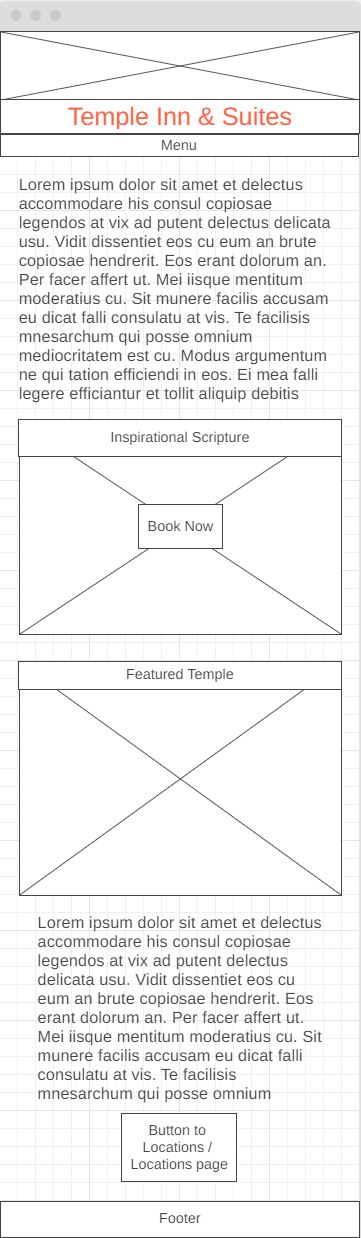 Temple Inn & Suites
Menu
Lorem ipsum dolor sit amet et delectus
accommodare his consul copiosae
legendos at vix ad putent delectus delicata
usu. Vidit dissentiet eos cu eum an brute
copiosae hendrerit. Eos erant dolorum an.
Per facer affert ut. Mei iisque mentitum
moderatius cu. Sit munere facilis accusam
eu dicat falli consulatu at vis. Te facilisis
mnesarchum qui posse omnium
mediocritatem est cu. Modus argumentum
ne qui tation efficiendi in eos. Ei mea falli
legere efficiantur et tollit aliquip debitis
Inspirational Scripture
Book Now
Featured Temple
Lorem ipsum dolor sit amet et delectus
accommodare his consul copiosae
legendos at vix ad putent delectus
delicata usu. Vidit dissentiet eos cu
eum an brute copiosae hendrerit. Eos
erant dolorum an. Per facer affert ut.
Mei iisque mentitum moderatius cu. Sit
munere facilis accusam eu dicat falli
consulatu at vis. Te facilisis
mnesarchum qui posse omnium
Button to
Locations /
Locations page
Footer